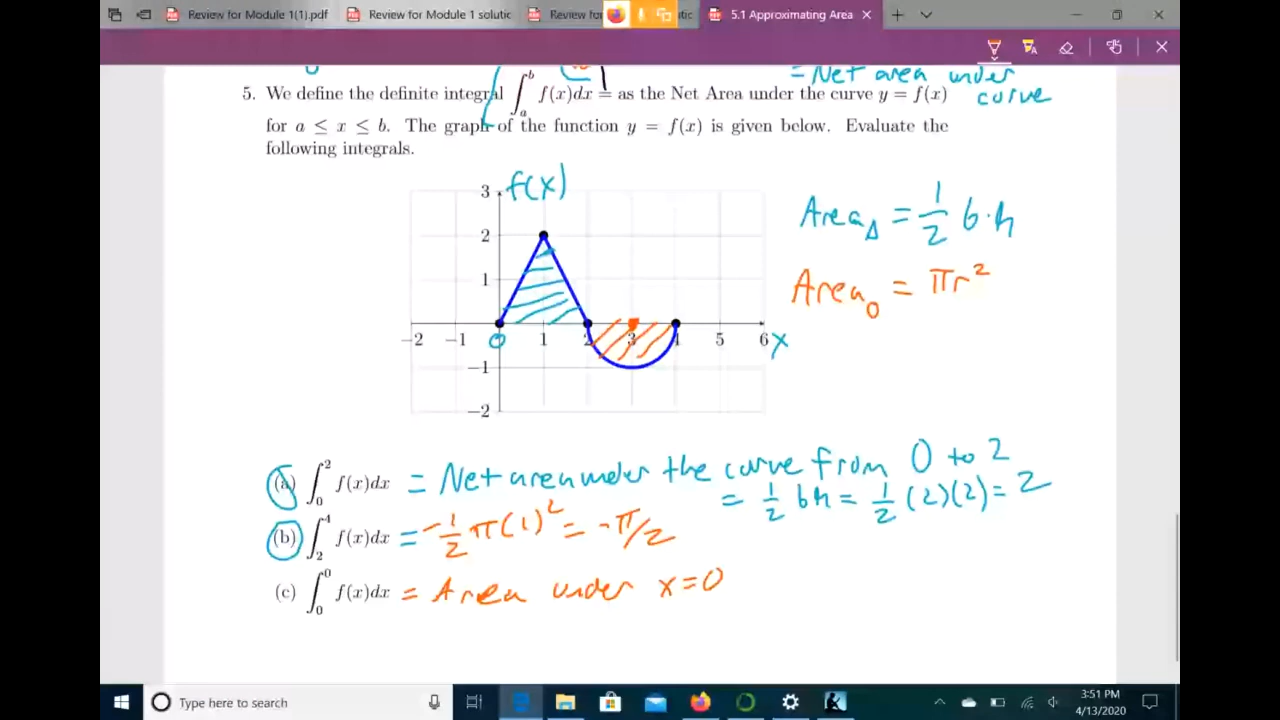 Review for Module 1(1).pdf
Review for Module 1 solutic
Review for
utic
5.1 Approximating Area
= Net area under
curve
5. We define the definite integral ∫_a^b f(x)dx = as the Net Area under the curve y = f(x)
for a ≤ x ≤ b. The graph of the function y = f(x) is given below. Evaluate the
following integrals.
f(x)
3
2
1
−2 −1 0 1 2 3 4 5 6 x
−1
−2
Area△ = 1/2 b·h
Area○ = πr²
(a) ∫_0^2 f(x)dx = Net area under the curve from 0 to 2
= 1/2 bh = 1/2 (2)(2) = 2
(b) ∫_2^4 f(x)dx = -1/2 π(1)² = -π/2
(c) ∫_0^0 f(x)dx = Area under x=0
Type here to search
3:51 PM
4/13/2020